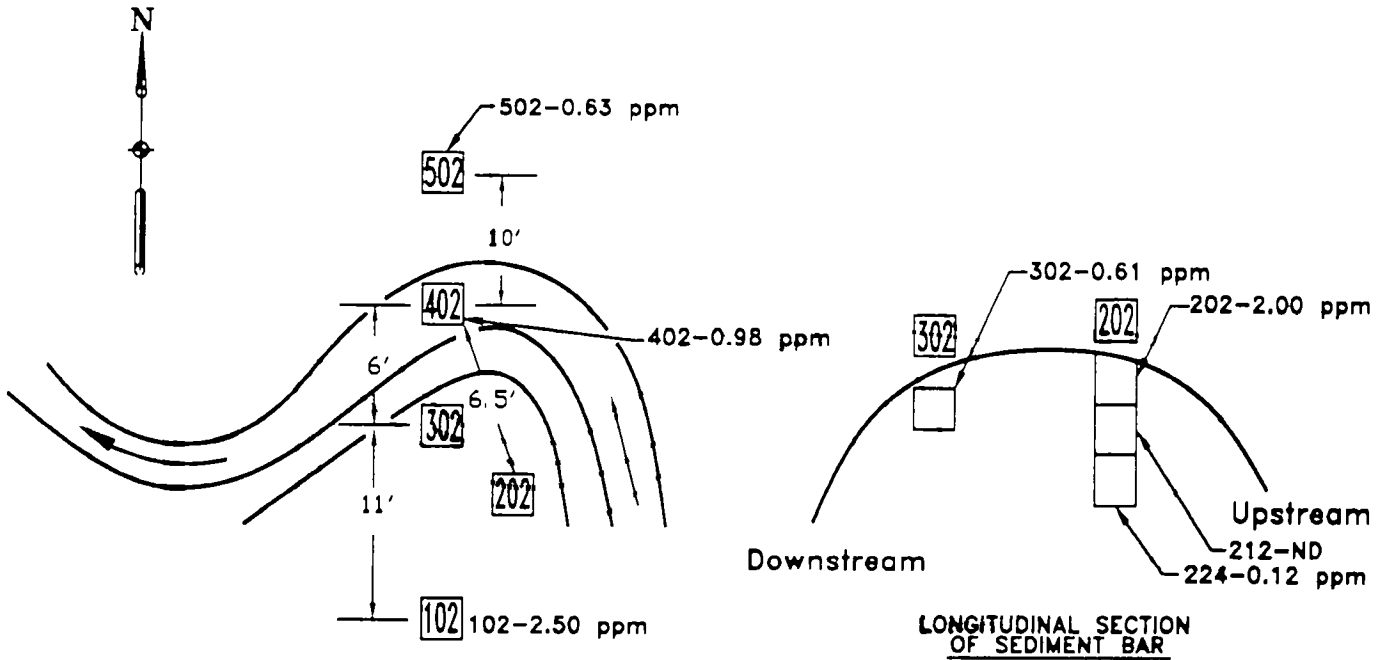 N
502-0.63 ppm
502
10'
402
402-0.98 ppm
6'
6.5'
302
202
11'
102
102-2.50 ppm
302-0.61 ppm
202-2.00 ppm
302
202
Upstream
Downstream
212-ND
224-0.12 ppm
LONGITUDINAL SECTION
OF SEDIMENT BAR